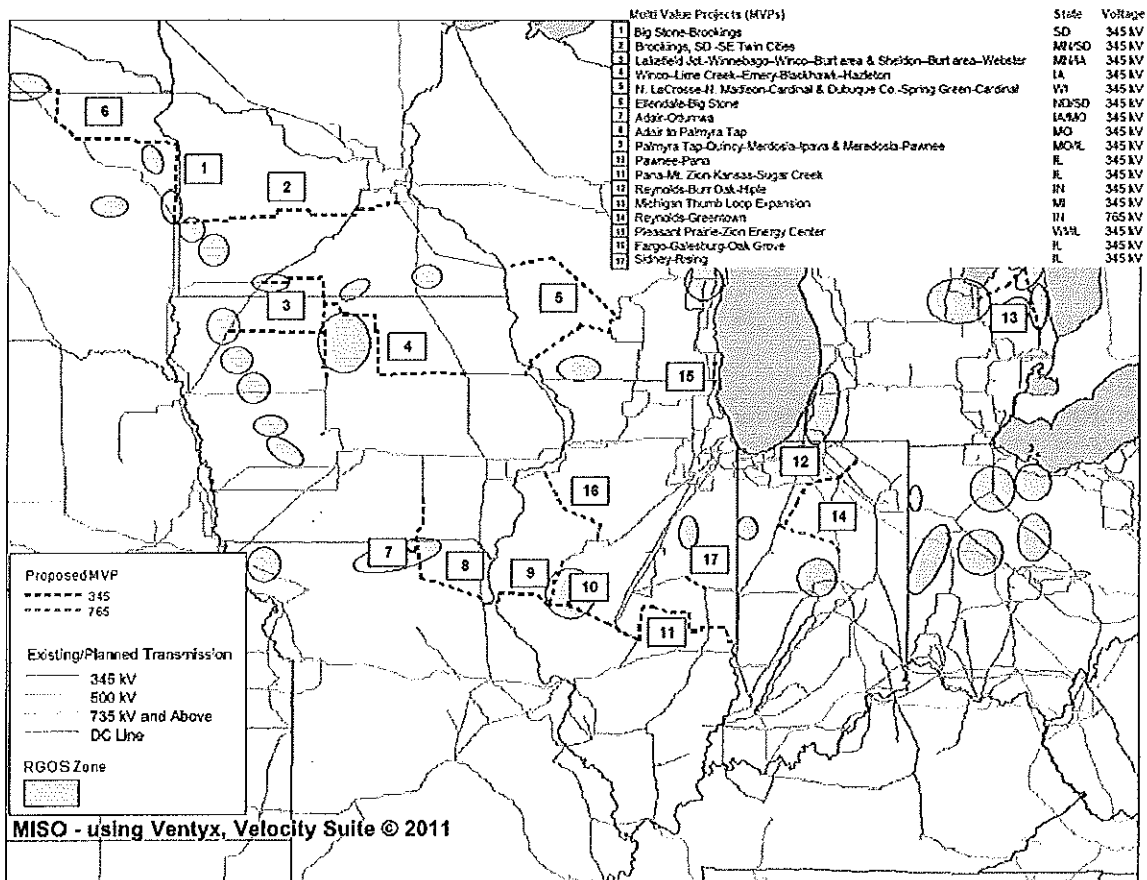 Multi Value Projects (MVPs) State Voltage
1 Big Stone-Brookings SD 345 kV
2 Brookings, SD -SE Twin Cities MN/SD 345 kV
3 Lakefield Jct.-Winnebago-Winco-Burt area & Sheldon-Burt area-Webster MN/IA 345 kV
4 Winco-Lime Creek-Emery-Blackhawk-Hazleton IA 345 kV
5 N. LaCrosse-N. Madison-Cardinal & Dubuque Co.-Spring Green-Cardinal WI 345 kV
6 Ellendale-Big Stone ND/SD 345 kV
7 Adair-Ottumwa IA/MO 345 kV
8 Adair to Palmyra Tap MO 345 kV
9 Palmyra Tap-Quincy-Merdosia-Ipava & Meredosia-Pawnee MO/IL 345 kV
10 Pawnee-Pana IL 345 kV
11 Pana-Mt. Zion-Kansas-Sugar Creek IL 345 kV
12 Reynolds-Burr Oak-Hiple IN 345 kV
13 Michigan Thumb Loop Expansion MI 345 kV
14 Reynolds-Greentown IN 765 kV
15 Pleasant Prairie-Zion Energy Center WI/IL 345 kV
16 Fargo-Galesburg-Oak Grove IL 345 kV
17 Sidney-Rising IL 345 kV
6
1
2
3
4
5
13
15
12
16
14
7
8
9
10
17
11
Proposed MVP
345
765
Existing/Planned Transmission
345 kV
500 kV
735 kV and Above
DC Line
RGOS Zone
MISO - using Ventyx, Velocity Suite © 2011